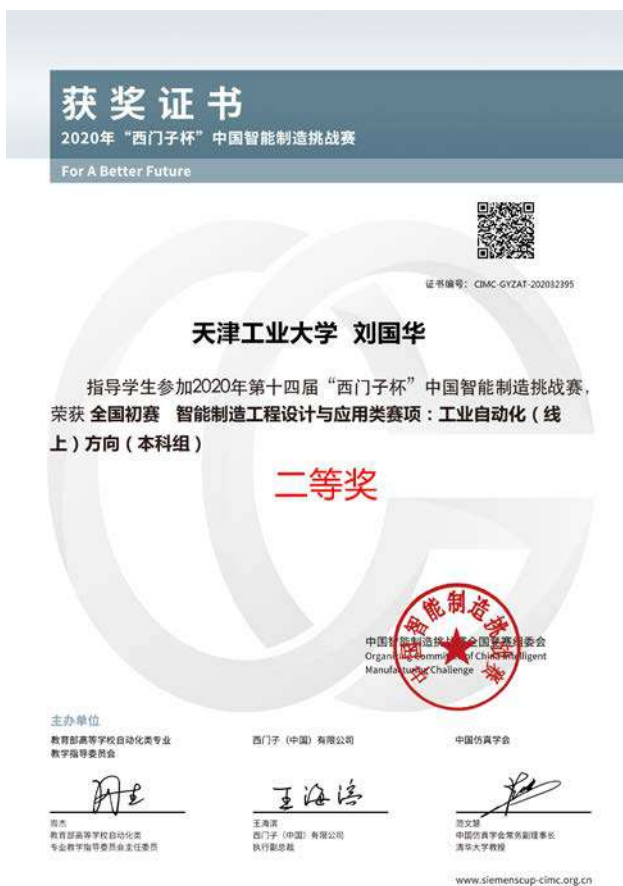 获奖证书
2020年“西门子杯”中国智能制造挑战赛
For A Better Future
证书编号： CIMC-GYZAT-202032395
天津工业大学 刘国华
指导学生参加2020年第十四届“西门子杯”中国智能制造挑战赛，
荣获 全国初赛 智能制造工程设计与应用类赛项：工业自动化（线
上）方向（本科组）
二等奖
中国智能制造挑战赛全国竞赛组委会
Organizing Committee of China Intelligent
Manufacturing Challenge
中国智能制造挑战赛
主办单位
教育部高等学校自动化类专业
教学指导委员会
西门子（中国）有限公司
中国仿真学会
王海滨
周杰
教育部高等学校自动化类
专业教学指导委员会主任委员
王海滨
西门子（中国）有限公司
执行副总裁
范文慧
中国仿真学会常务副理事长
清华大学教授
www.siemenscup-cimc.org.cn